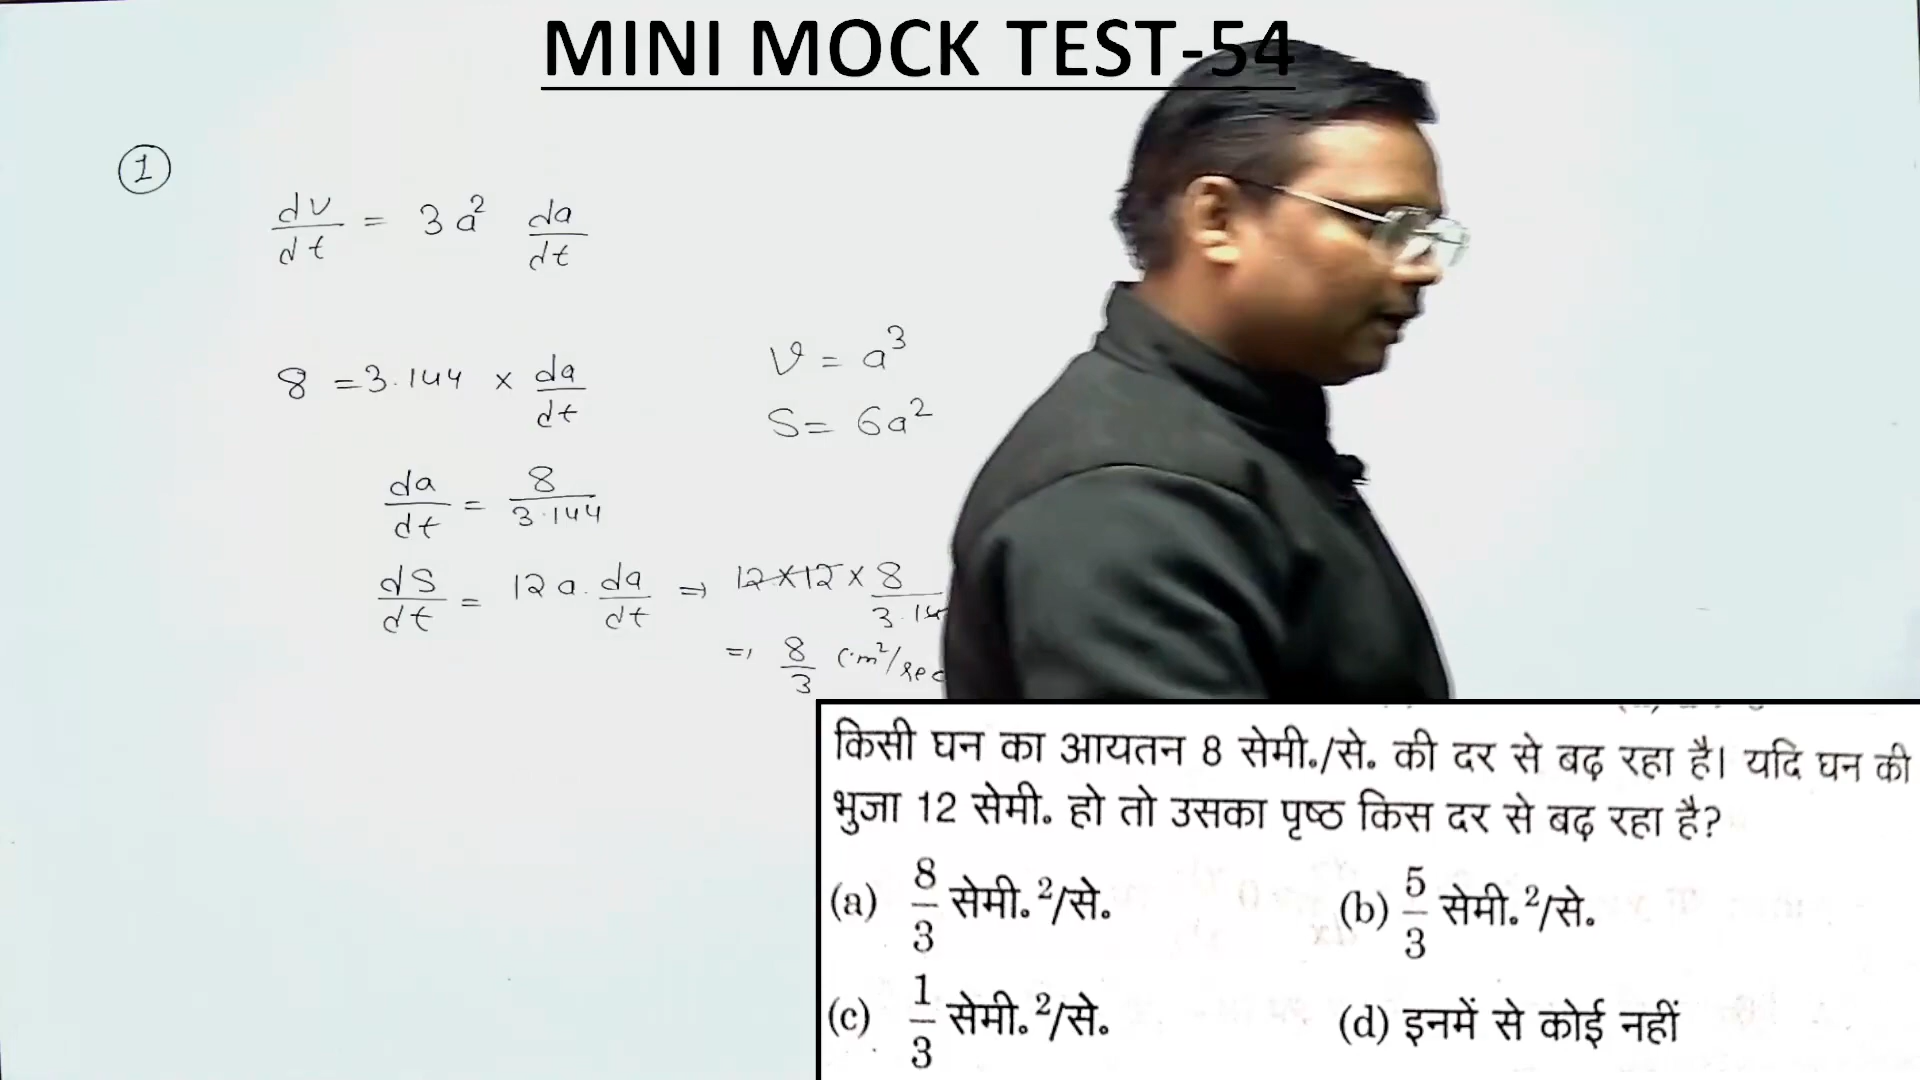 MINI MOCK TEST-54
1
dv/dt = 3a² da/dt
8 = 3·144 × da/dt
v = a³
S = 6a²
da/dt = 8/3·144
dS/dt = 12a · da/dt ⇒ 12×12 × 8/3·14
⇒ 8/3 cm²/sec
किसी घन का आयतन 8 सेमी./से. की दर से बढ़ रहा है। यदि घन की
भुजा 12 सेमी. हो तो उसका पृष्ठ किस दर से बढ़ रहा है?
(a) 8/3 सेमी.²/से. (b) 5/3 सेमी.²/से.
(c) 1/3 सेमी.²/से. (d) इनमें से कोई नहीं